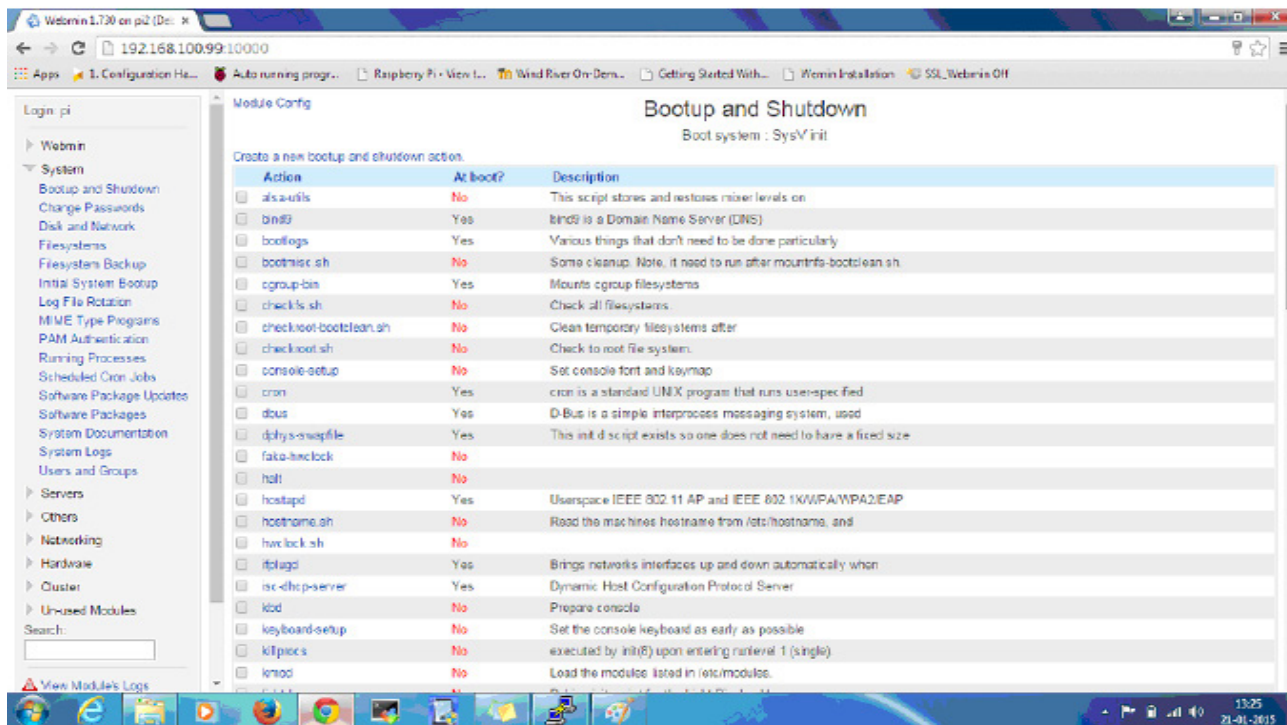 Webmin 1.730 on pi2 (De
192.168.100.99:10000
Apps
1. Configuration Ha...
Auto running progr...
Raspberry Pi - View t...
Wind River On-Dem...
Getting Started With...
Wemin Installation
SSL_Webmin Off
Login: pi
Webmin
System
Bootup and Shutdown
Change Passwords
Disk and Network
Filesystems
Filesystem Backup
Initial System Bootup
Log File Rotation
MIME Type Programs
PAM Authentication
Running Processes
Scheduled Cron Jobs
Software Package Updates
Software Packages
System Documentation
System Logs
Users and Groups
Servers
Others
Networking
Hardware
Cluster
Un-used Modules
Search:
View Module's Logs
Module Config
Bootup and Shutdown
Boot system : SysV init
Create a new bootup and shutdown action.
Action At boot? Description
alsa-utils No This script stores and restores mixer levels on
bind9 Yes bind9 is a Domain Name Server (DNS)
bootlogs Yes Various things that don't need to be done particularly
bootmisc.sh No Some cleanup. Note, it need to run after mountnfs-bootclean.sh.
cgroup-bin Yes Mounts cgroup filesystems
checkfs.sh No Check all filesystems.
checkroot-bootclean.sh No Clean temporary filesystems after
checkroot.sh No Check to root file system.
console-setup No Set console font and keymap
cron Yes cron is a standard UNIX program that runs user-specified
dbus Yes D-Bus is a simple interprocess messaging system, used
dphys-swapfile Yes This init.d script exists so one does not need to have a fixed size
fake-hwclock No
halt No
hostapd Yes Userspace IEEE 802.11 AP and IEEE 802.1X/WPA/WPA2/EAP
hostname.sh No Read the machines hostname from /etc/hostname, and
hwclock.sh No
ifplugd Yes Brings networks interfaces up and down automatically when
isc-dhcp-server Yes Dynamic Host Configuration Protocol Server
kbd No Prepare console
keyboard-setup No Set the console keyboard as early as possible
killprocs No executed by init(8) upon entering runlevel 1 (single).
kmod No Load the modules listed in /etc/modules.
13:25